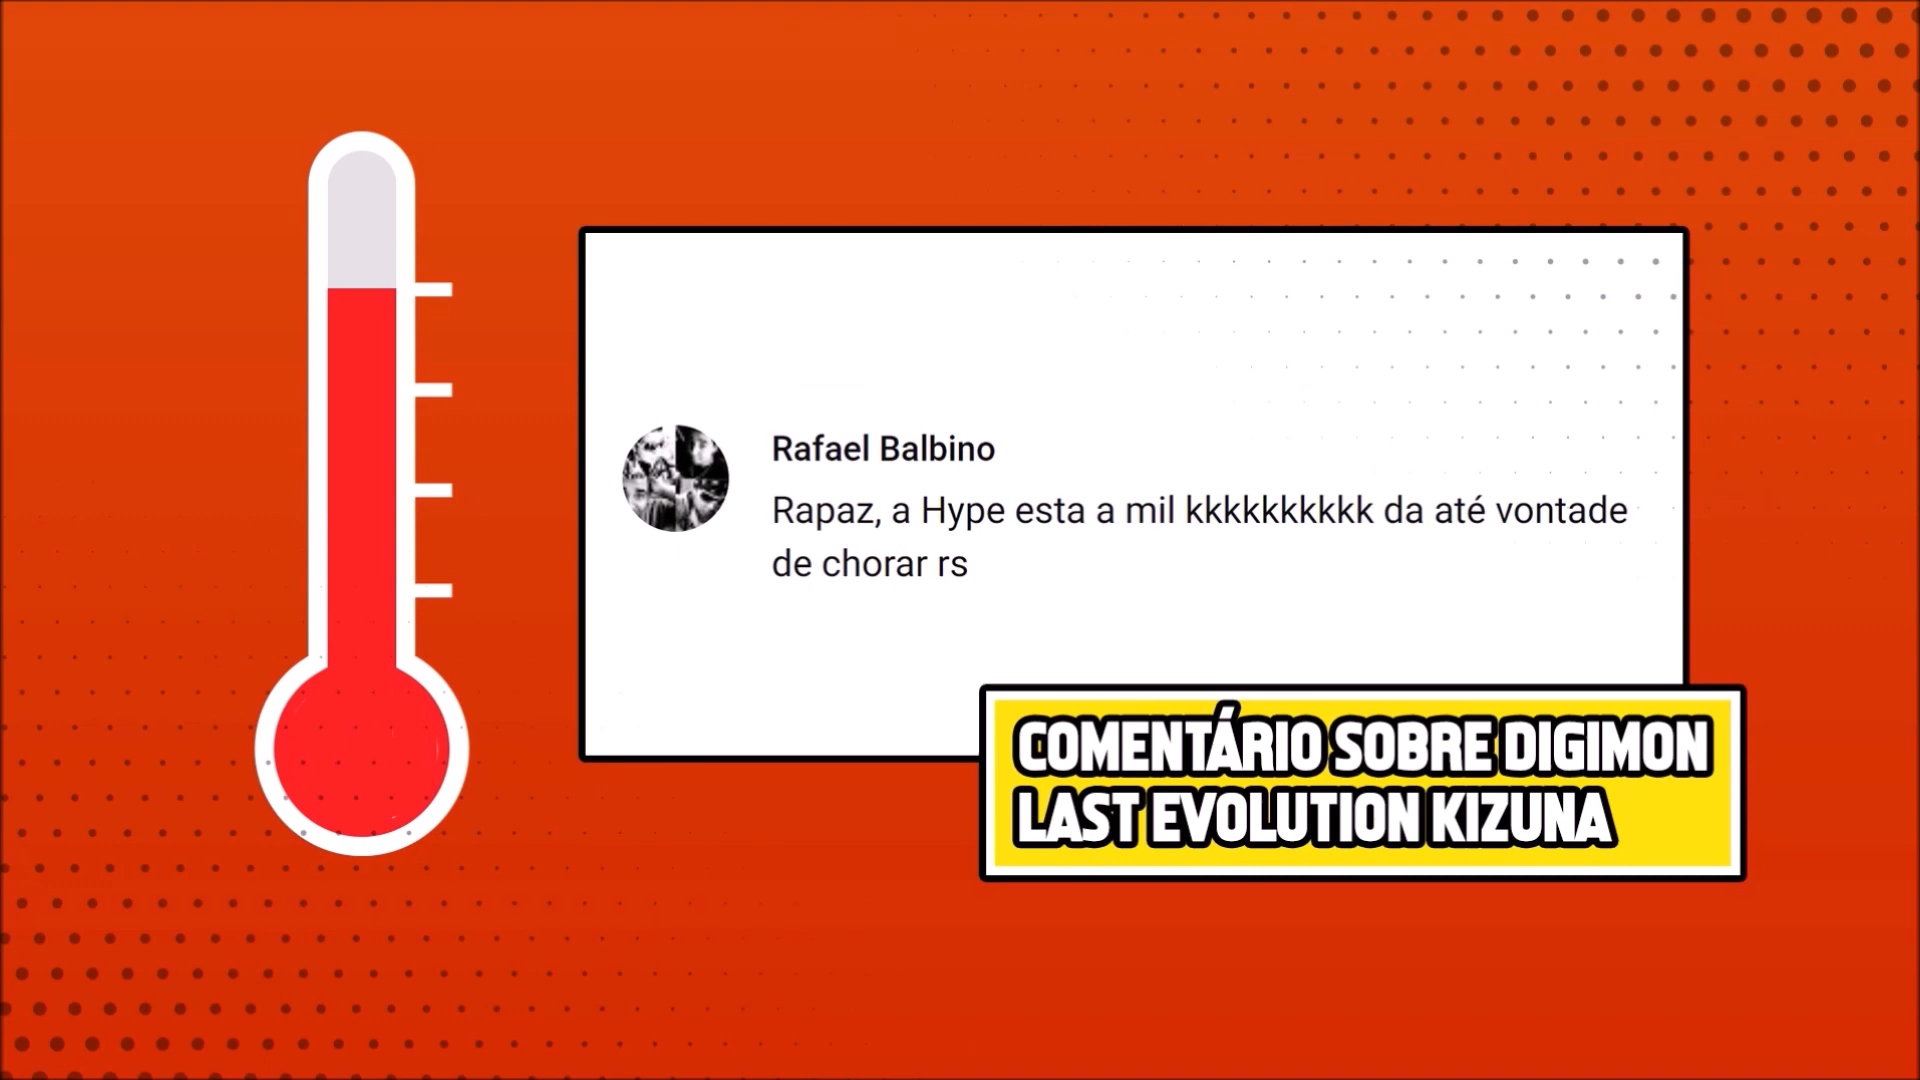 Rafael Balbino
Rapaz, a Hype esta a mil kkkkkkkkkk da até vontade
de chorar rs
COMENTÁRIO SOBRE DIGIMON
LAST EVOLUTION KIZUNA